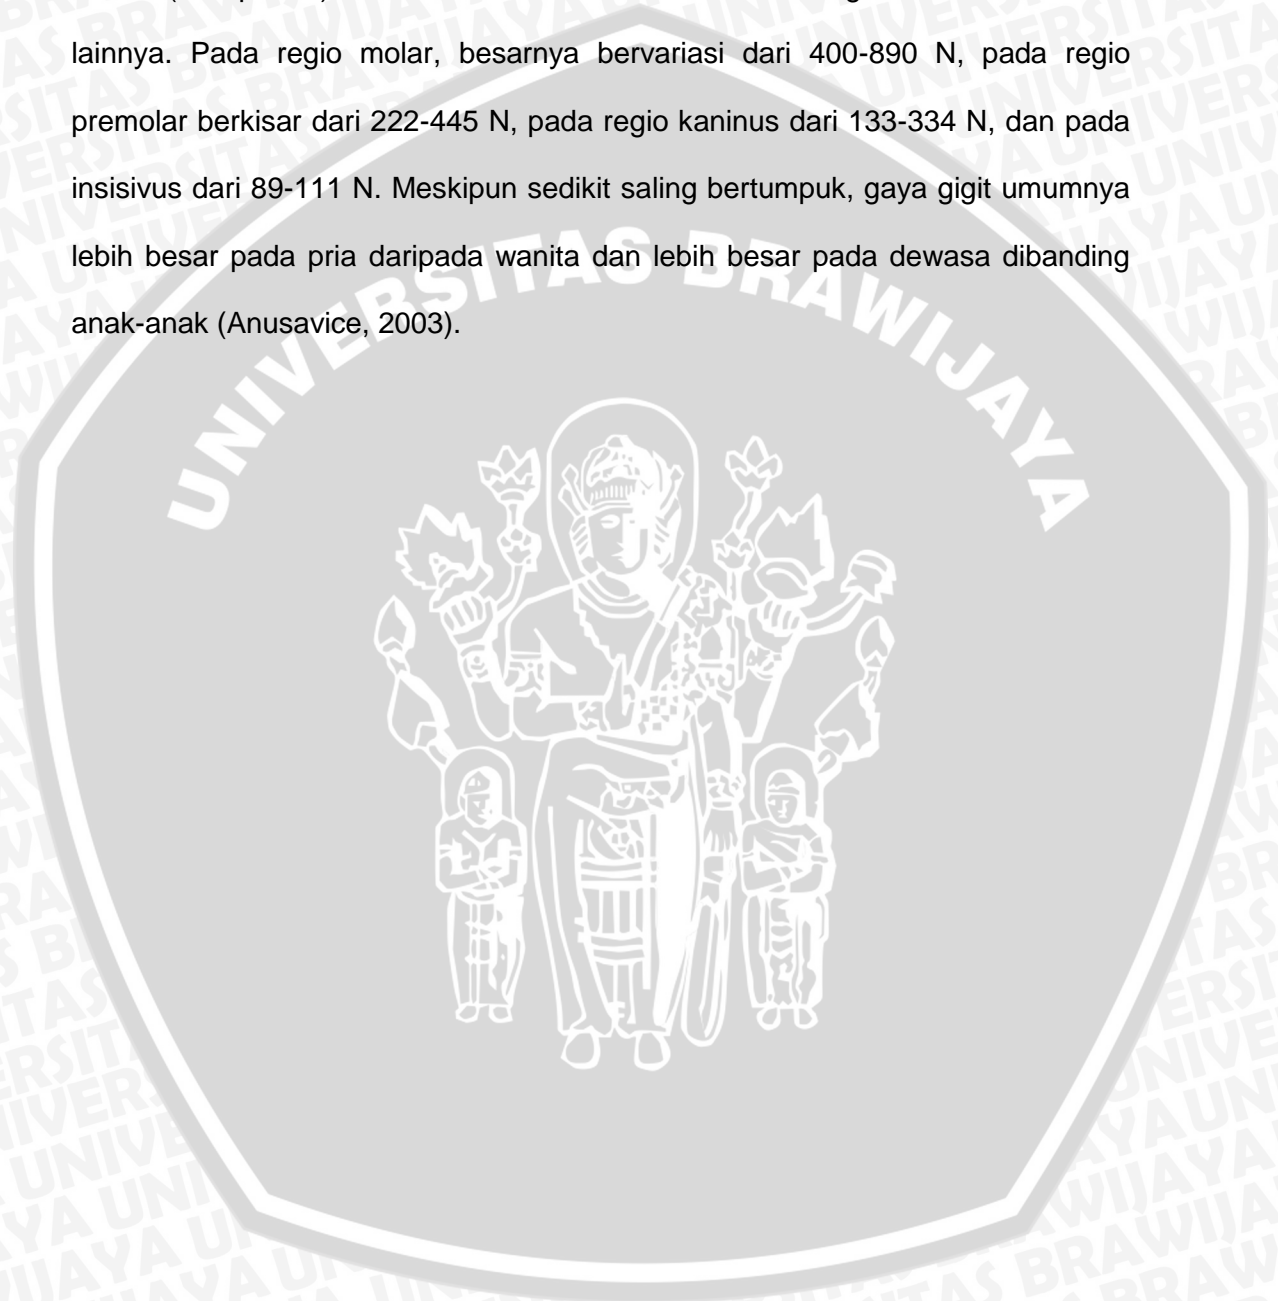 lainnya. Pada regio molar, besarnya bervariasi dari 400-890 N, pada regio
premolar berkisar dari 222-445 N, pada regio kaninus dari 133-334 N, dan pada
insisivus dari 89-111 N. Meskipun sedikit saling bertumpuk, gaya gigit umumnya
lebih besar pada pria daripada wanita dan lebih besar pada dewasa dibanding
anak-anak (Anusavice, 2003).
UNIVERSITAS BRAWIJAYA